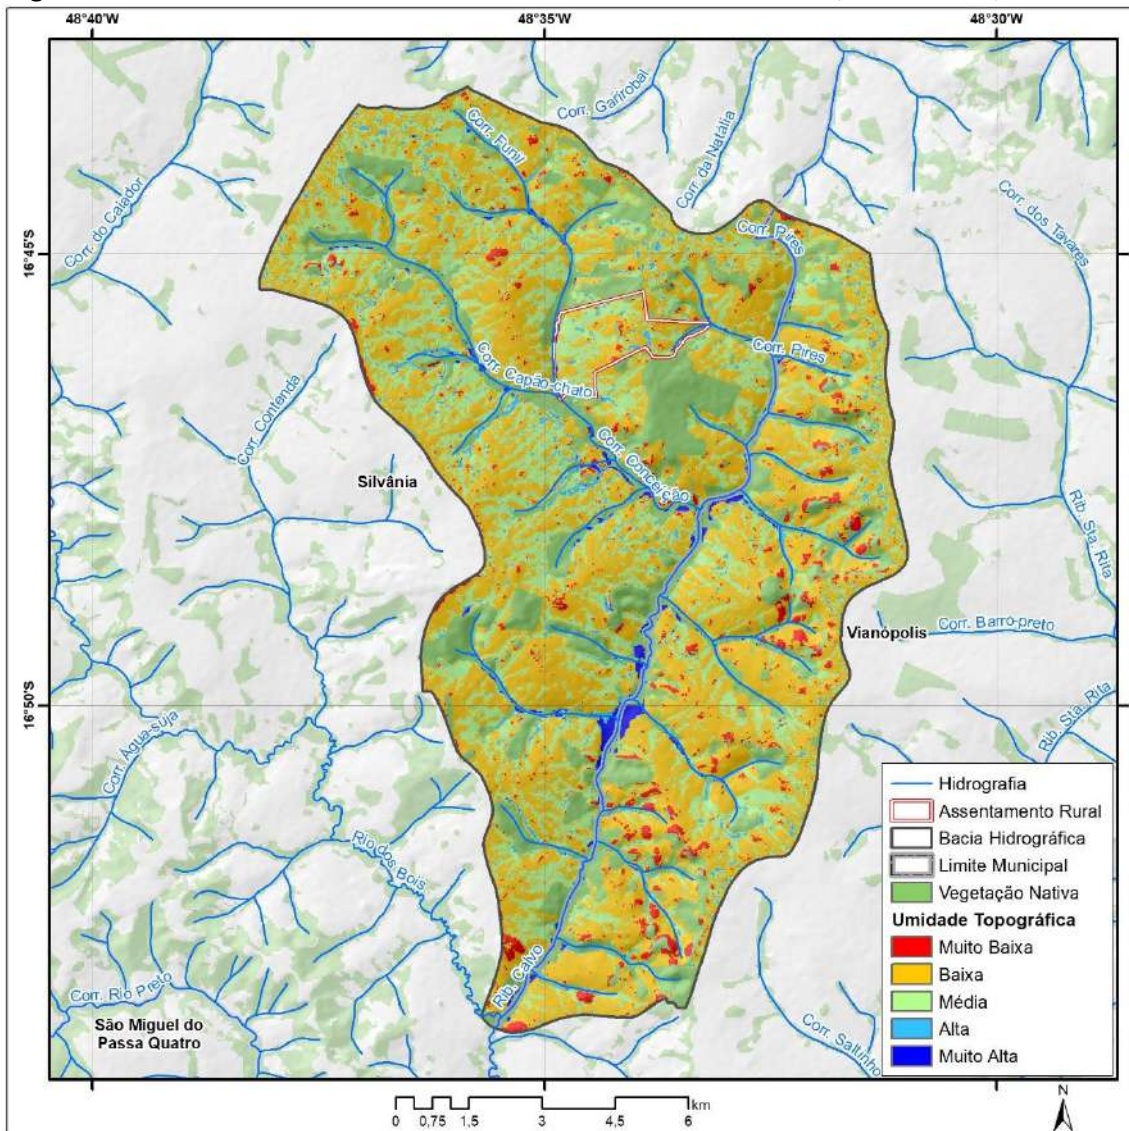 48°40'W
48°35'W
48°30'W
Corr. Garirobal
Corr. Funil
Corr. da Natália
Corr. do Calador
Corr. dos Tavares
Corr. Pires
16°45'S
Corr. Pires
Corr. Capão-chato
Corr. Contenda
Corr. Conceição
Silvânia
Rib. Sta. Rita
Vianópolis
Corr. Barro-preto
16°50'S
Rib. Sta. Rita
Corr. Água-suja
Rio dos Bois
Rib. Calvo
Corr. Rio Preto
São Miguel do
Passa Quatro
Corr. Saltinho
Hidrografia
Assentamento Rural
Bacia Hidrográfica
Limite Municipal
Vegetação Nativa
Umidade Topográfica
Muito Baixa
Baixa
Média
Alta
Muito Alta
km
0 0,75 1,5 3 4,5 6
N